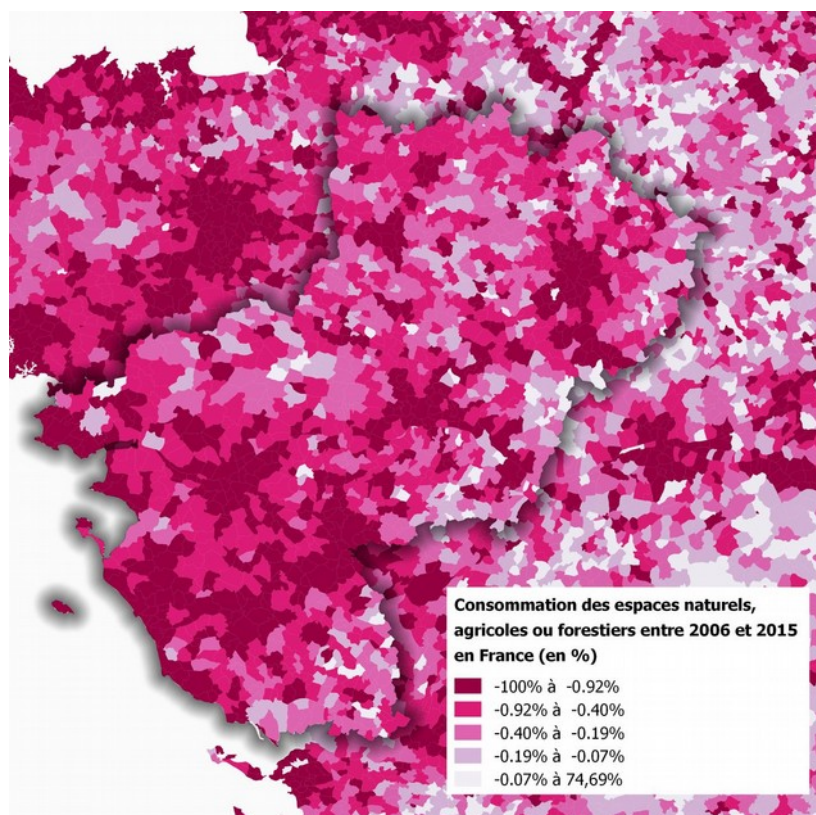 Consommation des espaces naturels,
agricoles ou forestiers entre 2006 et 2015
en France (en %)
-100% à -0.92%
-0.92% à -0.40%
-0.40% à -0.19%
-0.19% à -0.07%
-0.07% à 74,69%